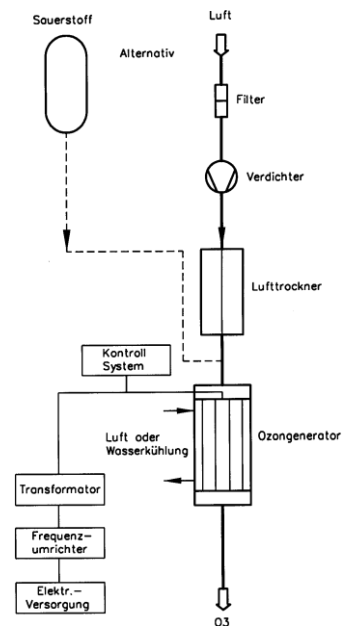 Sauerstoff
Luft
Alternativ
Filter
Verdichter
Lufttrockner
Kontroll
System
Luft oder
Wasserkühlung
Ozongenerator
Transformator
Frequenz-
umrichter
Elektr.-
Versorgung
O3